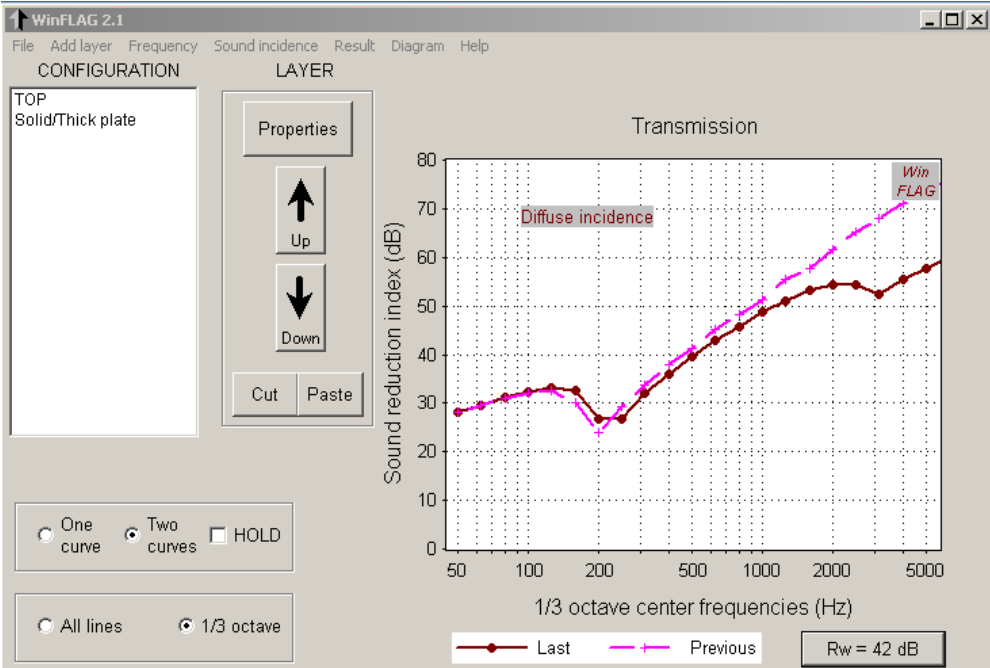 WinFLAG 2.1
File Add layer Frequency Sound incidence Result Diagram Help
CONFIGURATION
TOP
Solid/Thick plate
LAYER
Properties
Up
Down
Cut Paste
One curve
Two curves
HOLD
All lines
1/3 octave
Transmission
Win
FLAG
Diffuse incidence
Sound reduction index (dB)
80
70
60
50
40
30
20
10
0
50 100 200 500 1000 2000 5000
1/3 octave center frequencies (Hz)
Last Previous
Rw = 42 dB